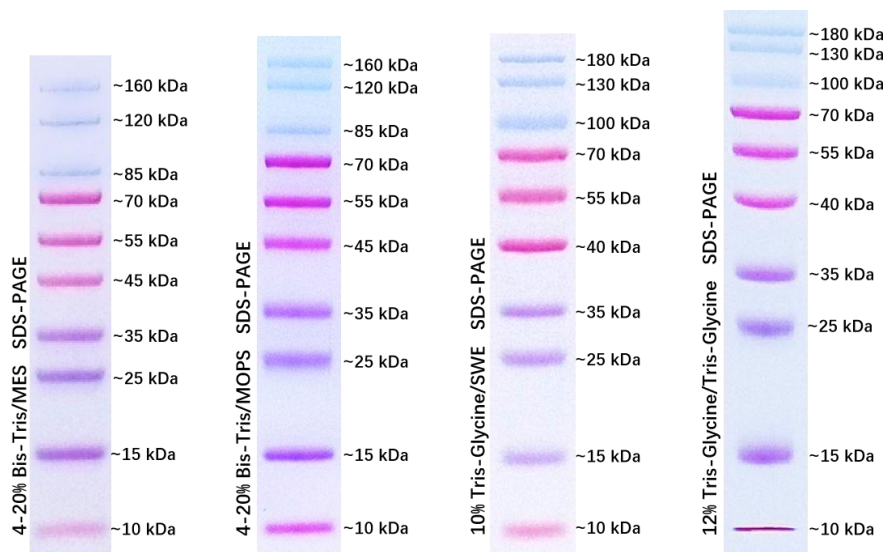 4-20% Bis-Tris/MES SDS-PAGE
~160 kDa
~120 kDa
~85 kDa
~70 kDa
~55 kDa
~45 kDa
~35 kDa
~25 kDa
~15 kDa
~10 kDa
4-20% Bis-Tris/MOPS SDS-PAGE
~160 kDa
~120 kDa
~85 kDa
~70 kDa
~55 kDa
~45 kDa
~35 kDa
~25 kDa
~15 kDa
~10 kDa
10% Tris-Glycine/SWE SDS-PAGE
~180 kDa
~130 kDa
~100 kDa
~70 kDa
~55 kDa
~40 kDa
~35 kDa
~25 kDa
~15 kDa
~10 kDa
12% Tris-Glycine/Tris-Glycine SDS-PAGE
~180 kDa
~130 kDa
~100 kDa
~70 kDa
~55 kDa
~40 kDa
~35 kDa
~25 kDa
~15 kDa
~10 kDa